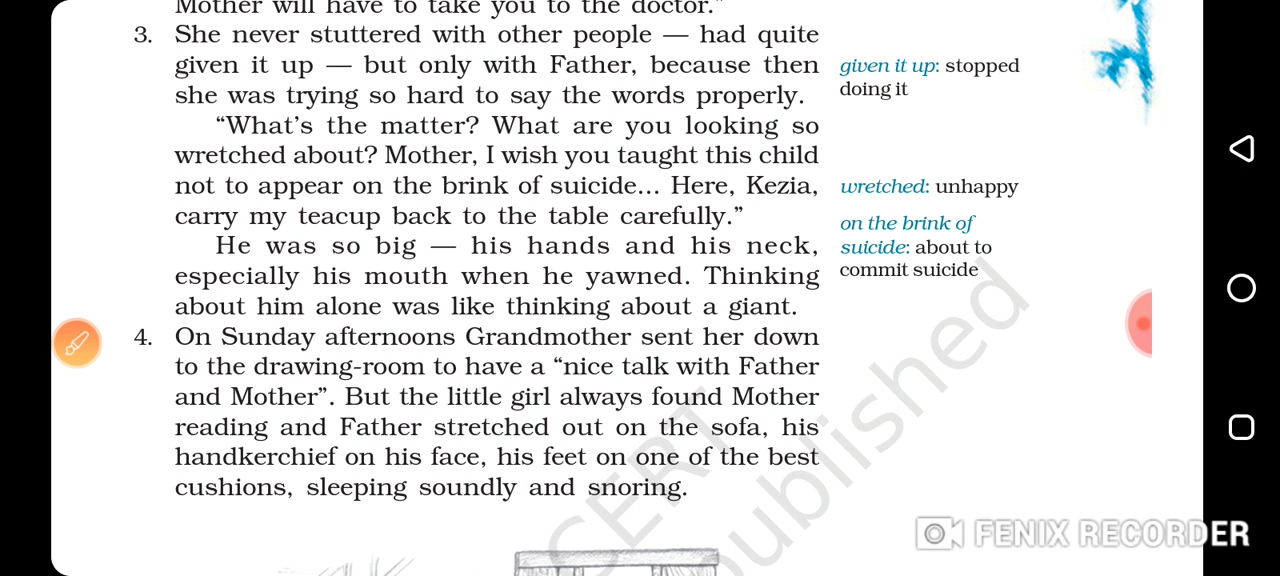 Mother will have to take you to the doctor.”
3. She never stuttered with other people — had quite
given it up — but only with Father, because then
she was trying so hard to say the words properly.
“What’s the matter? What are you looking so
wretched about? Mother, I wish you taught this child
not to appear on the brink of suicide... Here, Kezia,
carry my teacup back to the table carefully.”
He was so big — his hands and his neck,
especially his mouth when he yawned. Thinking
about him alone was like thinking about a giant.
4. On Sunday afternoons Grandmother sent her down
to the drawing-room to have a “nice talk with Father
and Mother”. But the little girl always found Mother
reading and Father stretched out on the sofa, his
handkerchief on his face, his feet on one of the best
cushions, sleeping soundly and snoring.
given it up: stopped
doing it
wretched: unhappy
on the brink of
suicide: about to
commit suicide
CERT
published
FENIX RECORDER